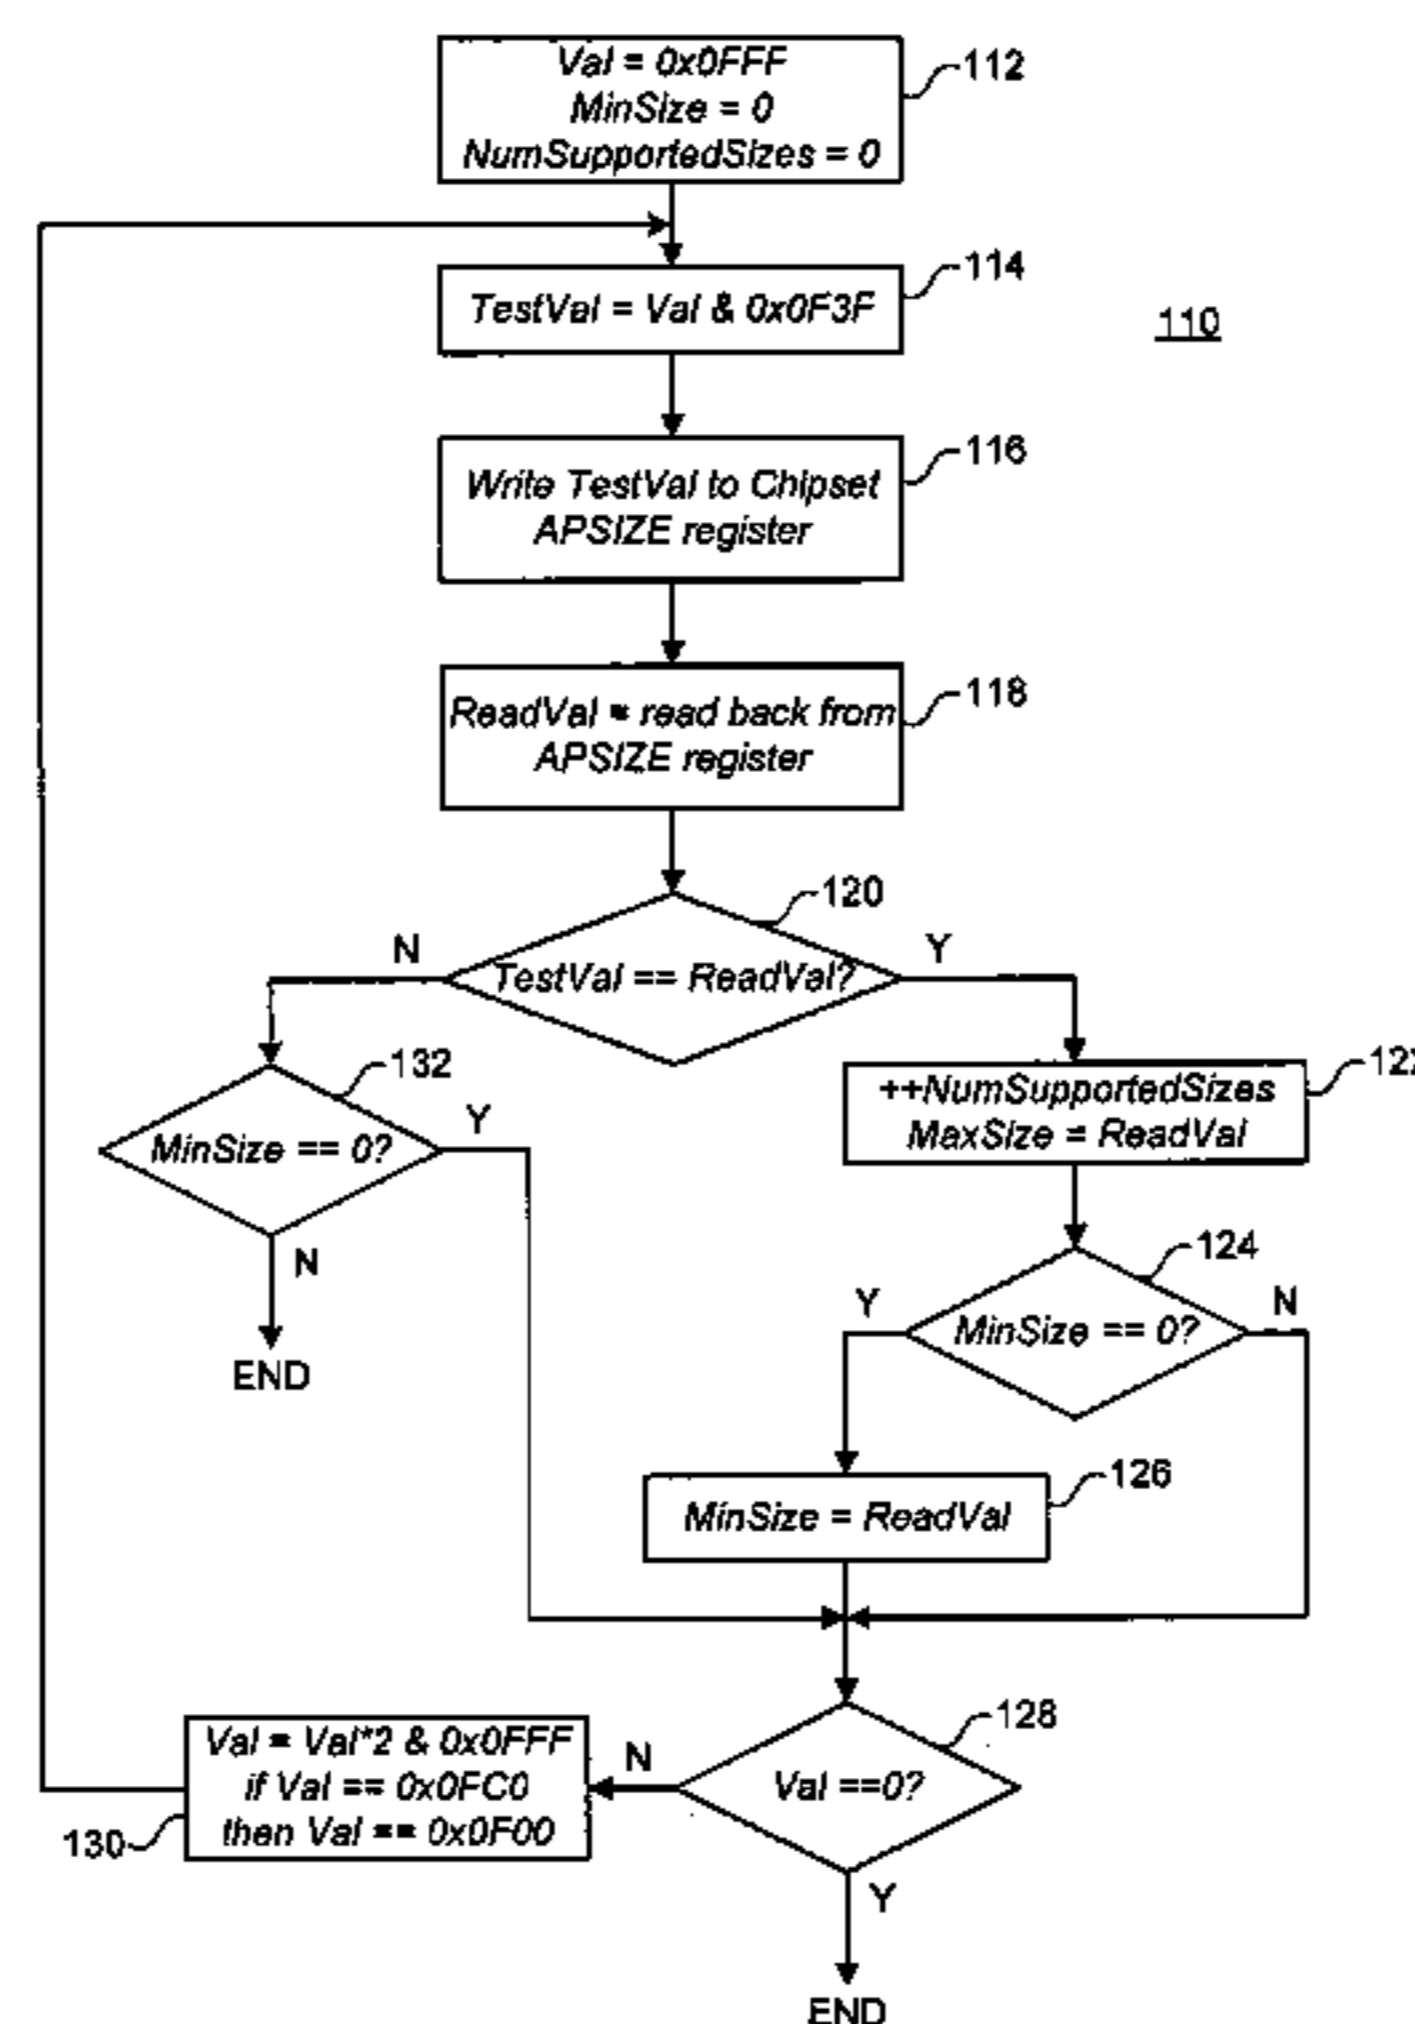 Val = 0x0FFF
MinSize = 0
NumSupportedSizes = 0
112
TestVal = Val & 0x0F3F
114
110
Write TestVal to Chipset
APSIZE register
116
ReadVal = read back from
APSIZE register
118
120
N
TestVal == ReadVal?
Y
132
MinSize == 0?
Y
N
END
++NumSupportedSizes
MaxSize = ReadVal
122
124
Y
MinSize == 0?
N
MinSize = ReadVal
126
128
Val ==0?
N
Val = Val*2 & 0x0FFF
if Val == 0x0FC0
then Val == 0x0F00
130
Y
END